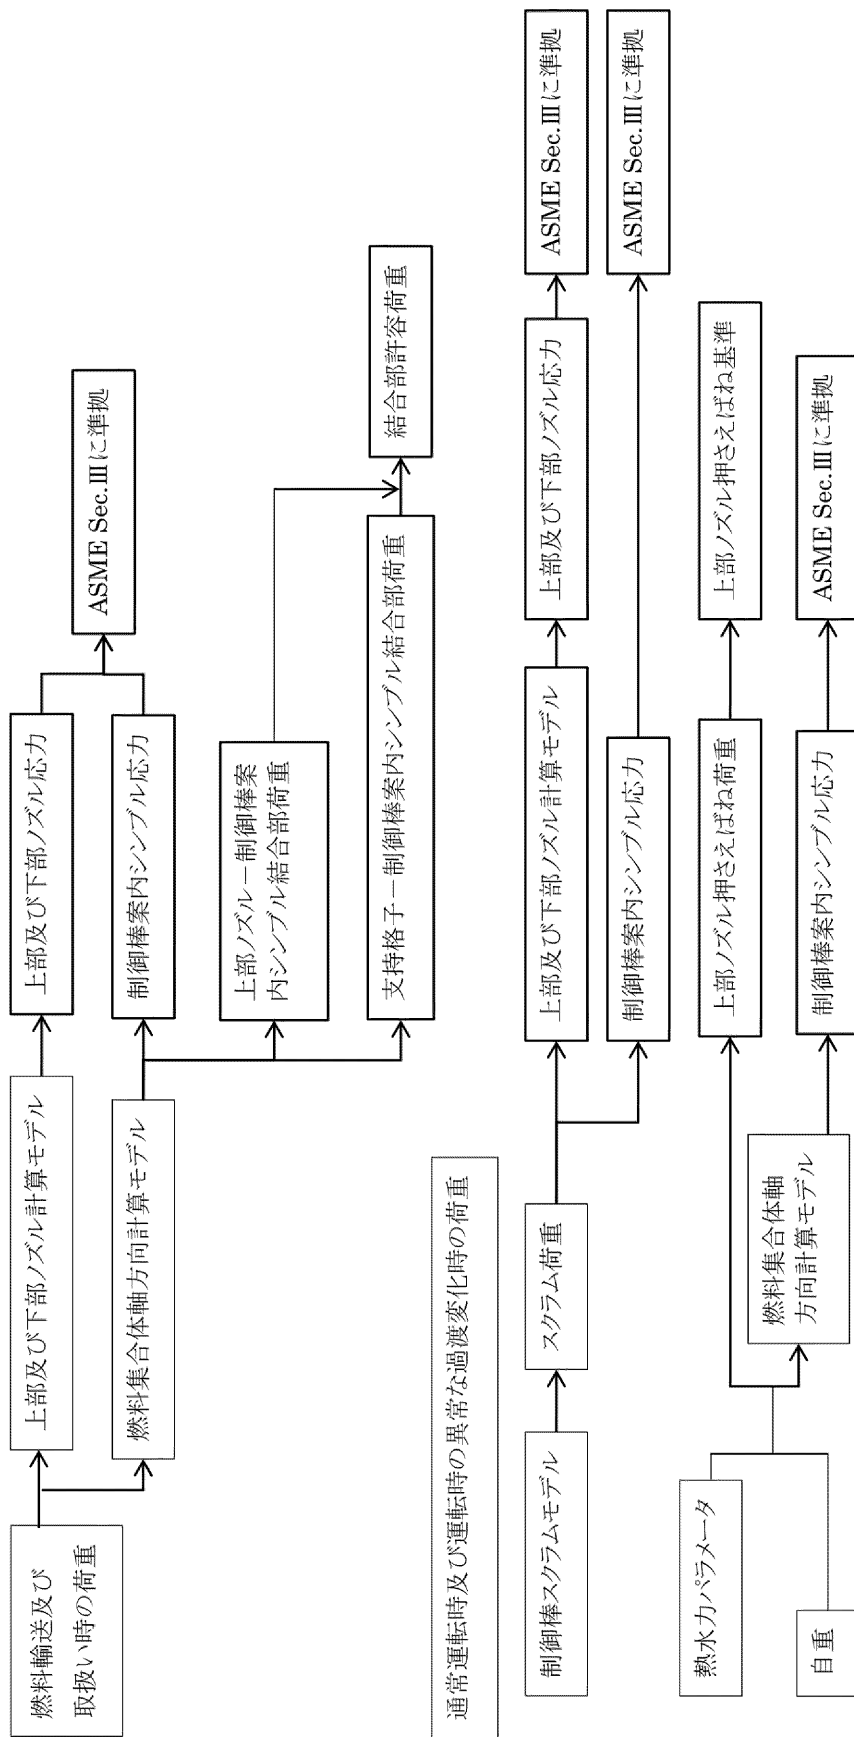 燃料輸送及び
取扱い時の荷重
上部及び下部ノズル計算モデル
上部及び下部ノズル応力
ASME Sec.Ⅲに準拠
燃料集合体軸方向計算モデル
制御棒案内シンブル応力
上部ノズルー制御棒案
内シンブル結合部荷重
支持格子ー制御棒案内シンブル結合部荷重
結合部許容荷重
通常運転時及び運転時の異常な過渡変化時の荷重
制御棒スクラムモデル
スクラム荷重
上部及び下部ノズル計算モデル
上部及び下部ノズル応力
ASME Sec.Ⅲに準拠
制御棒案内シンブル応力
ASME Sec.Ⅲに準拠
熱水力パラメータ
上部ノズル押さえばね荷重
上部ノズル押さえばね基準
自重
燃料集合体軸
方向計算モデル
制御棒案内シンブル応力
ASME Sec.Ⅲに準拠